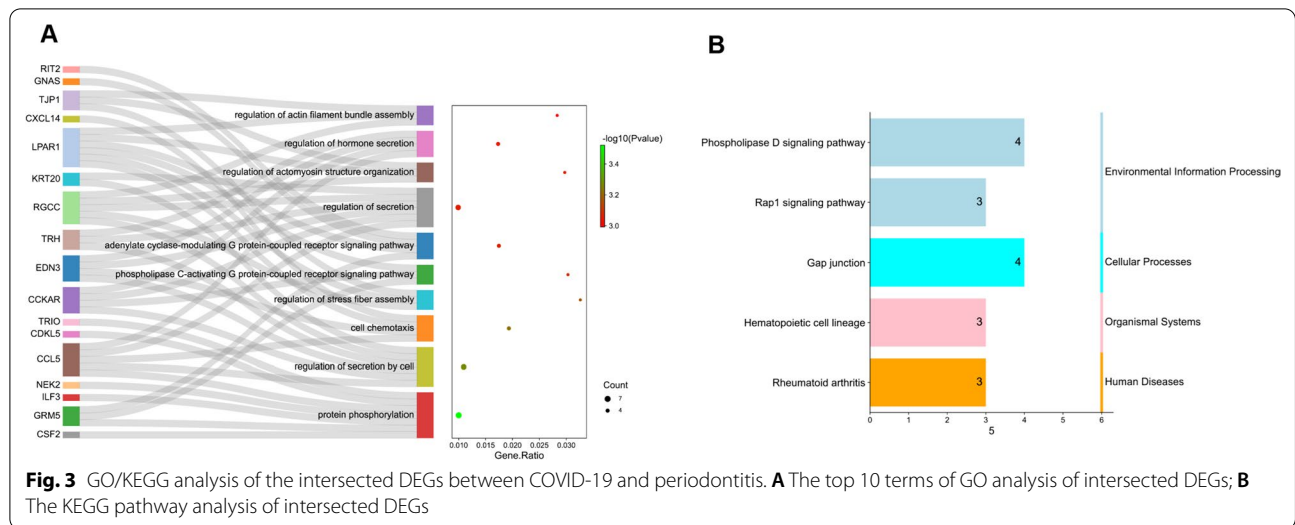 A
RIT2
GNAS
TJP1
CXCL14
LPAR1
KRT20
RGCC
TRH
EDN3
CCKAR
TRIO
CDKL5
CCL5
NEK2
ILF3
GRM5
CSF2
regulation of actin filament bundle assembly
regulation of hormone secretion
regulation of actomyosin structure organization
regulation of secretion
adenylate cyclase-modulating G protein-coupled receptor signaling pathway
phospholipase C-activating G protein-coupled receptor signaling pathway
regulation of stress fiber assembly
cell chemotaxis
regulation of secretion by cell
protein phosphorylation
0.010 0.015 0.020 0.025 0.030
Gene.Ratio
-log10(Pvalue)
3.4
3.2
3.0
Count
7
4
B
Phospholipase D signaling pathway
4
Rap1 signaling pathway
3
Gap junction
4
Hematopoietic cell lineage
3
Rheumatoid arthritis
3
0 1 2 3 4 5 6
5
Environmental Information Processing
Cellular Processes
Organismal Systems
Human Diseases
Fig. 3 GO/KEGG analysis of the intersected DEGs between COVID-19 and periodontitis. A The top 10 terms of GO analysis of intersected DEGs; B
The KEGG pathway analysis of intersected DEGs